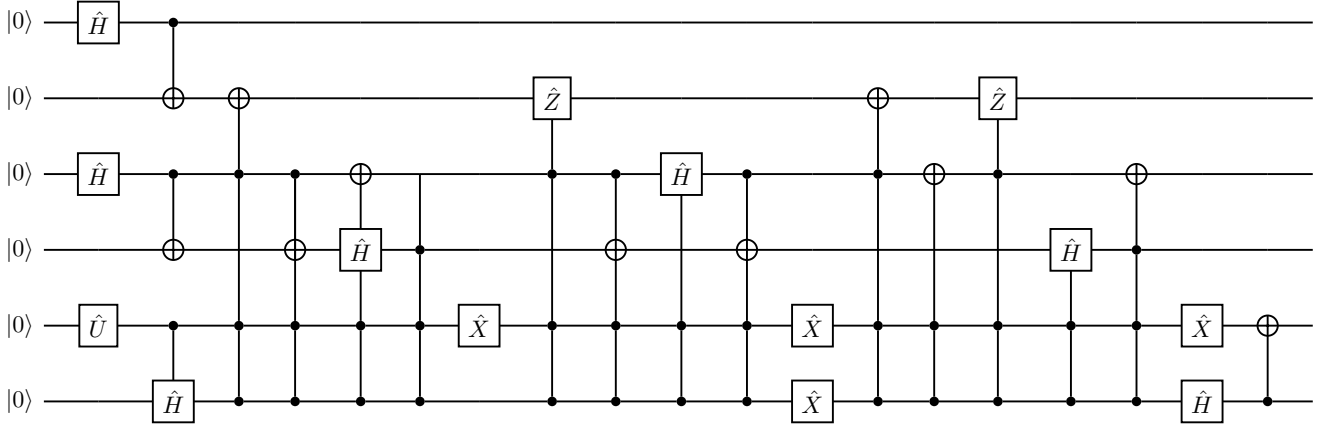 |0⟩ Ĥ
|0⟩ Ẑ Ẑ
|0⟩ Ĥ Ĥ
|0⟩ Ĥ Ĥ
|0⟩ Û X̂ X̂ X̂
|0⟩ Ĥ X̂ Ĥ